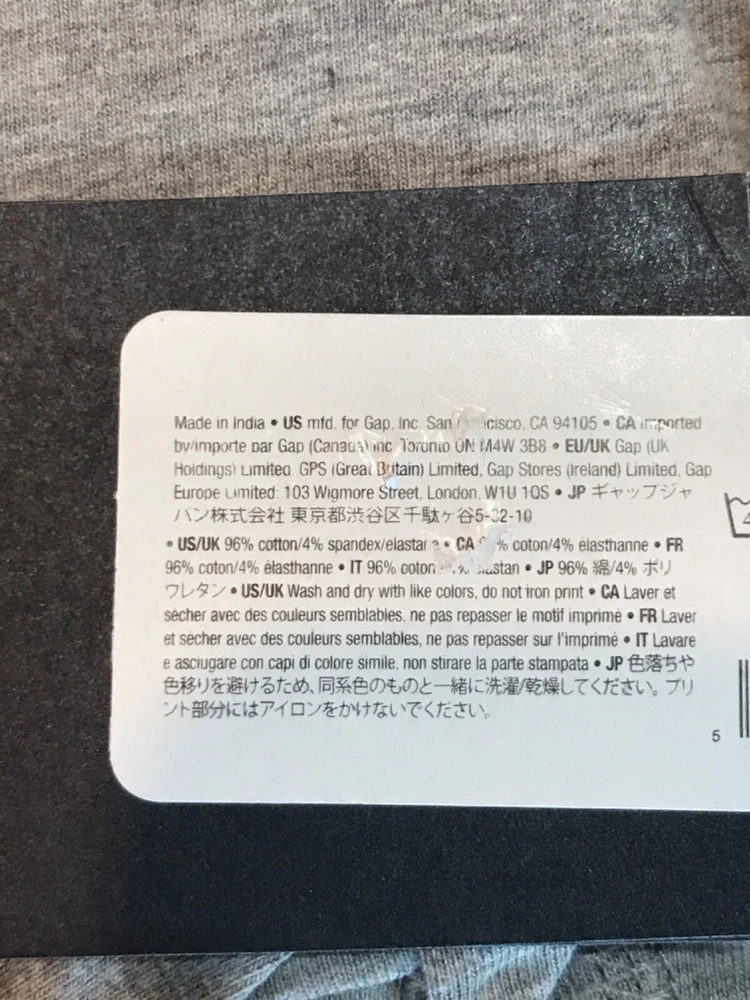 Made in India • US mfd. for Gap, Inc. San CA 94105 • CA imported
by/importe par Gap (Canada) Inc. Toronto ON M4W 3B8 • EU/UK Gap (UK
Holdings) Limited. GPS (Great Britain) Limited, Gap Stores (Ireland) Limited, Gap
Europe Limited: 103 Wigmore Street, London, W1U 1QS • JP ギャップジャ
パン株式会社 東京都渋谷区千駄ヶ谷5-32-10
• US/UK 96% cotton/4% spandex/elastane • CA coton/4% élasthanne • FR
96% coton/4% élasthanne • IT 96% coton • JP 96% 綿/4% ポリ
ウレタン • US/UK Wash and dry with like colors, do not iron print • CA Laver et
sécher avec des couleurs semblables, ne pas repasser le motif imprimé • FR Laver
et sécher avec des couleurs semblables, ne pas repasser sur l'imprimé • IT Lavare
e asciugare con capi di colore simile, non stirare la parte stampata • JP 色落ちや
色移りを避けるため、同系色のものと一緒に洗濯/乾燥してください。プリ
ント部分にはアイロンをかけないでください。
5